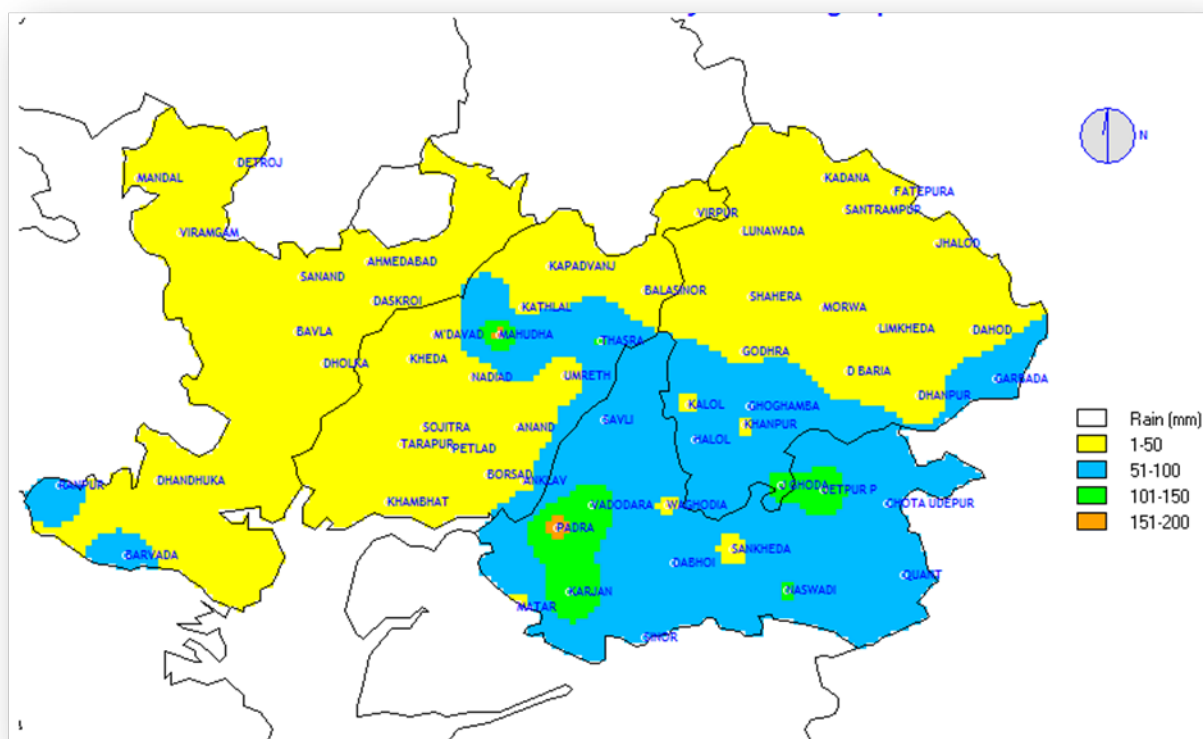 N
DETROJ
MANDAL
KADANA
FATEPURA
SANTRAMPUR
VIRPUR
VIRAMGAM
LUNAWADA
JHALOD
AHMEDABAD
KAPADVANJ
SANAND
BALASINOR
DASKROI
SHAHERA
KATHLAL
MORWA
BAVLA
M'DAVAD
MAHUDHA
LIMKHEDA
DAHOD
THASRA
KHEDA
GODHRA
DHOLKA
NADIAD
UMRETH
D BARIA
GARBADA
DHANPUR
KALOL
GHOGHAMBA
Rain (mm)
SAVLI
KHANPUR
SOJITRA
ANAND
HALOL
1-50
TARAPUR
PETLAD
51-100
BORSAD
DHANDHUKA
ANKLAV
RANPUR
JETPUR P
101-150
KHAMBHAT
VADODARA
WAGHODIA
CHOTA UDEPUR
151-200
PADRA
SANKHEDA
BARVADA
DABHOI
QUANT
KARJAN
NASWADI
MATAR
SINOR